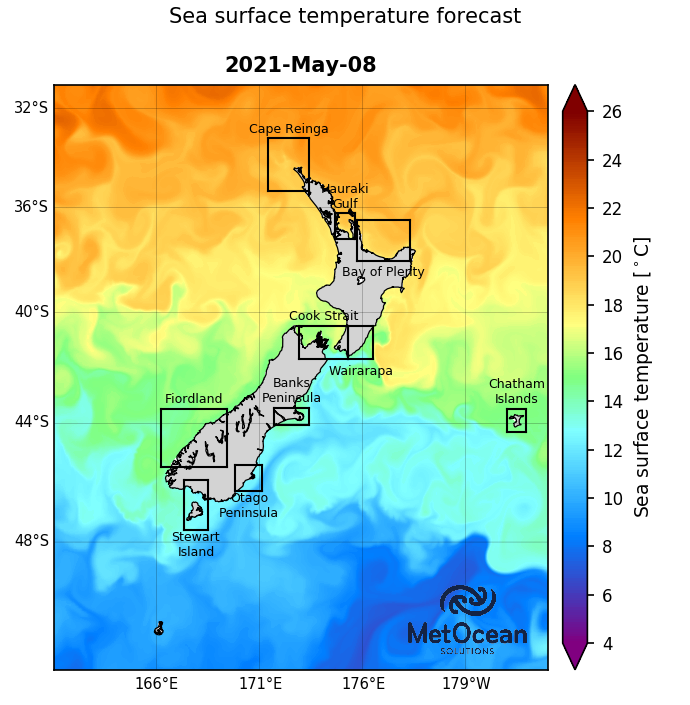 Sea surface temperature forecast
2021-May-08
32°S
36°S
40°S
44°S
48°S
Cape Reinga
Hauraki
Gulf
Bay of Plenty
Cook Strait
Wairarapa
Banks
Peninsula
Fiordland
Chatham
Islands
Otago
Peninsula
Stewart
Island
MetOcean
SOLUTIONS
166°E
171°E
176°E
179°W
26
24
22
20
18
16
14
12
10
8
6
4
Sea surface temperature [°C]